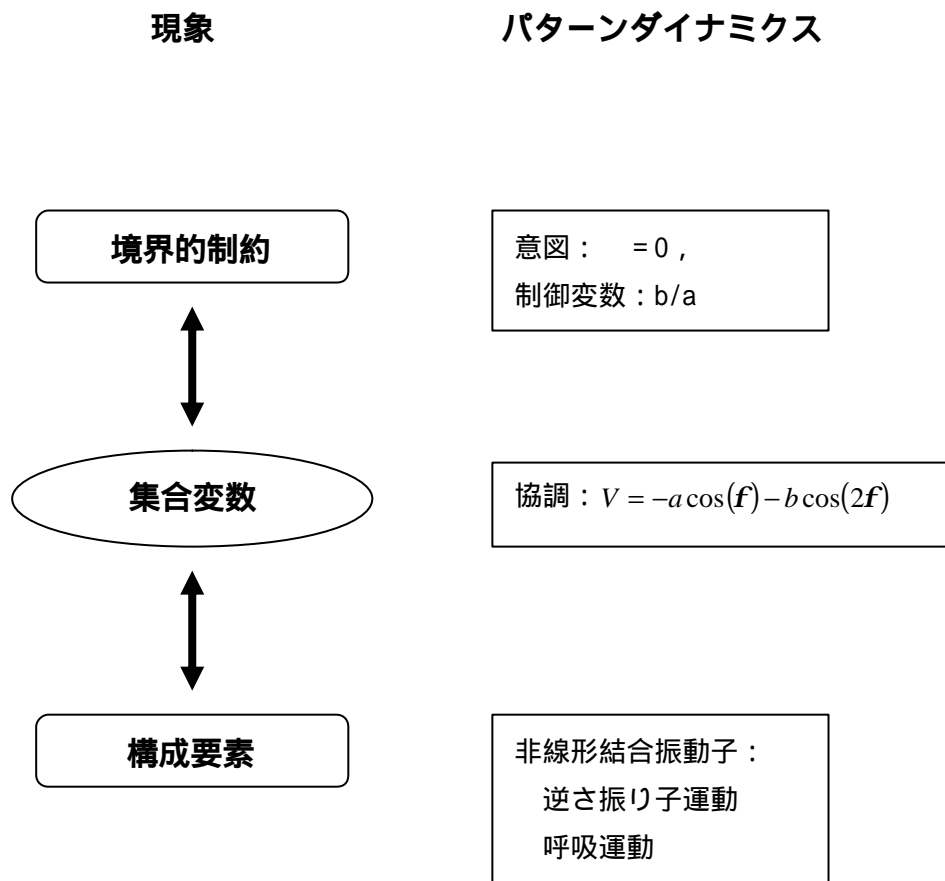 現象
パターンダイナミクス
境界的制約
意図： =0 ,
制御変数：b/a
集合変数
協調：V = −a cos(f) − b cos(2f)
構成要素
非線形結合振動子：
逆さ振り子運動
呼吸運動